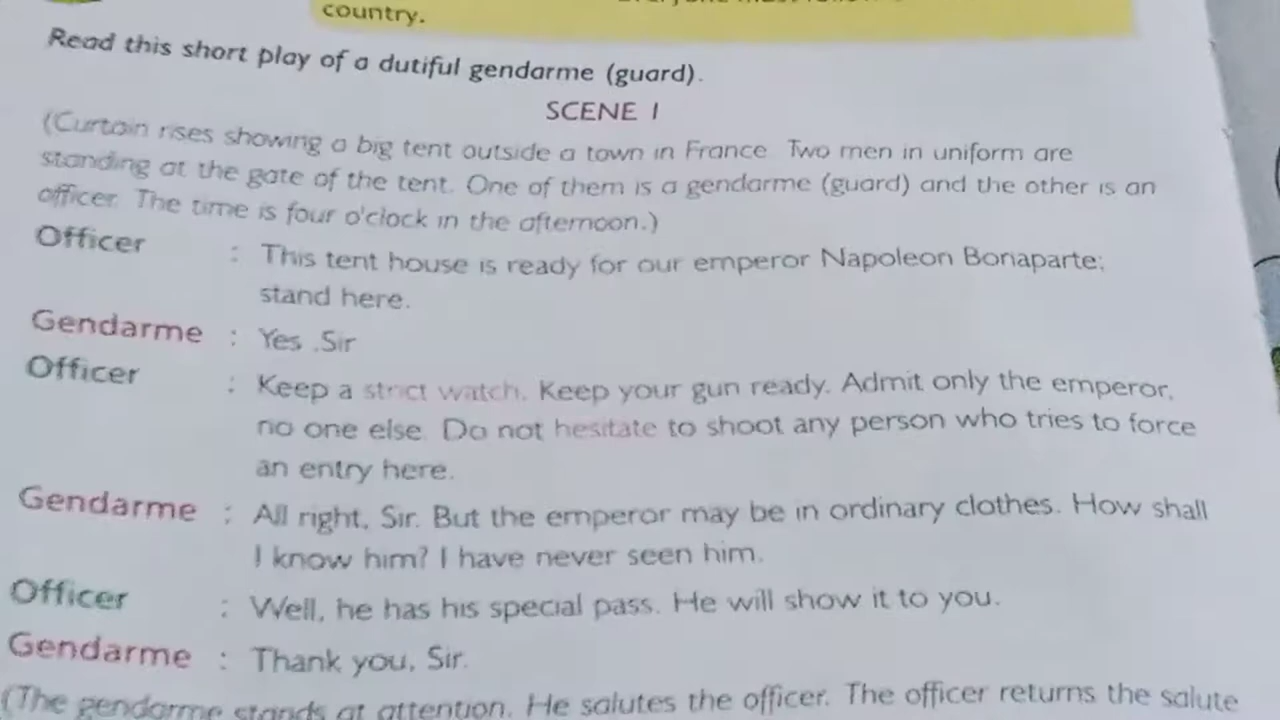 country.
Read this short play of a dutiful gendarme (guard).
SCENE I
(Curtain rises showing a big tent outside a town in France. Two men in uniform are
standing at the gate of the tent. One of them is a gendarme (guard) and the other is an
officer. The time is four o'clock in the afternoon.)
Officer : This tent house is ready for our emperor Napoleon Bonaparte;
stand here.
Gendarme : Yes .Sir
Officer : Keep a strict watch. Keep your gun ready. Admit only the emperor,
no one else. Do not hesitate to shoot any person who tries to force
an entry here.
Gendarme : All right, Sir. But the emperor may be in ordinary clothes. How shall
I know him? I have never seen him.
Officer : Well, he has his special pass. He will show it to you.
Gendarme : Thank you, Sir.
(The gendarme stands at attention. He salutes the officer. The officer returns the salute